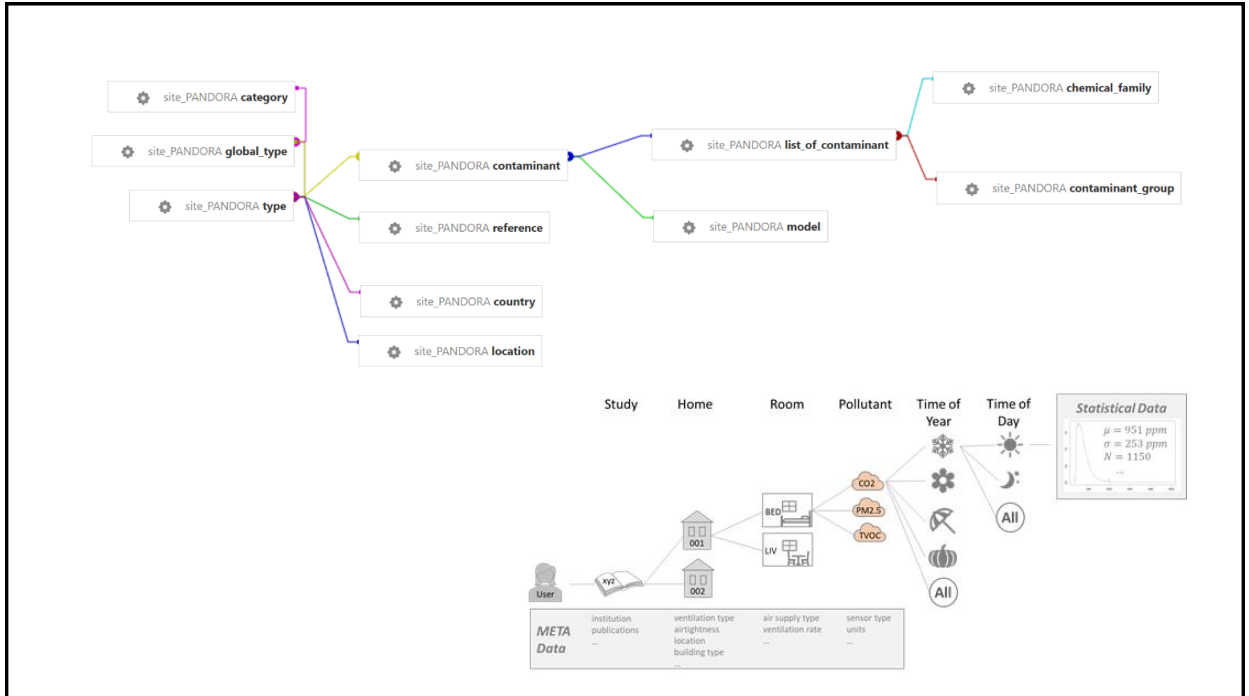 site_PANDORA category
site_PANDORA global_type
site_PANDORA type
site_PANDORA contaminant
site_PANDORA reference
site_PANDORA country
site_PANDORA location
site_PANDORA list_of_contaminant
site_PANDORA model
site_PANDORA chemical_family
site_PANDORA contaminant_group
Study
Home
Room
Pollutant
Time of
Year
Time of
Day
Statistical Data
μ = 951 ppm
σ = 253 ppm
N = 1150
...
User
xyz
001
002
BED
LIV
CO2
PM2.5
TVOC
All
All
META
Data
institution
publications
...
ventilation type
airtightness
location
building type
...
air supply type
ventilation rate
...
sensor type
units
...